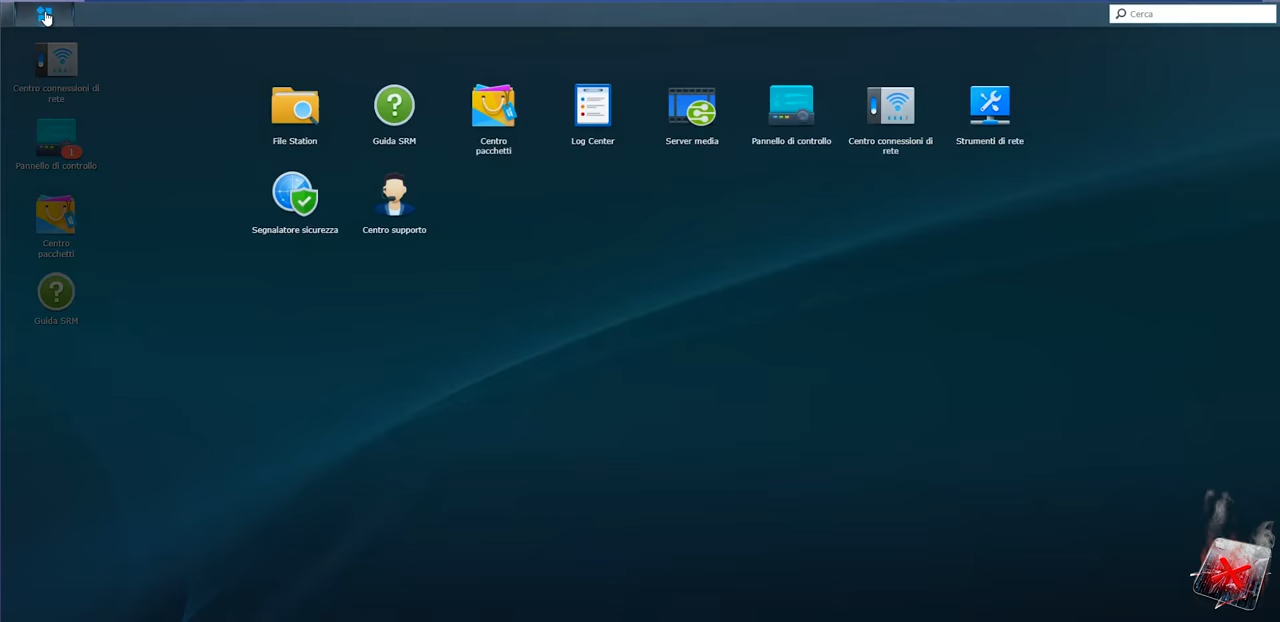 Cerca
Centro connessioni di
rete
1
Pannello di controllo
Centro
pacchetti
Guida SRM
File Station
Guida SRM
Centro
pacchetti
Log Center
Server media
Pannello di controllo
Centro connessioni di
rete
Strumenti di rete
Segnalatore sicurezza
Centro supporto